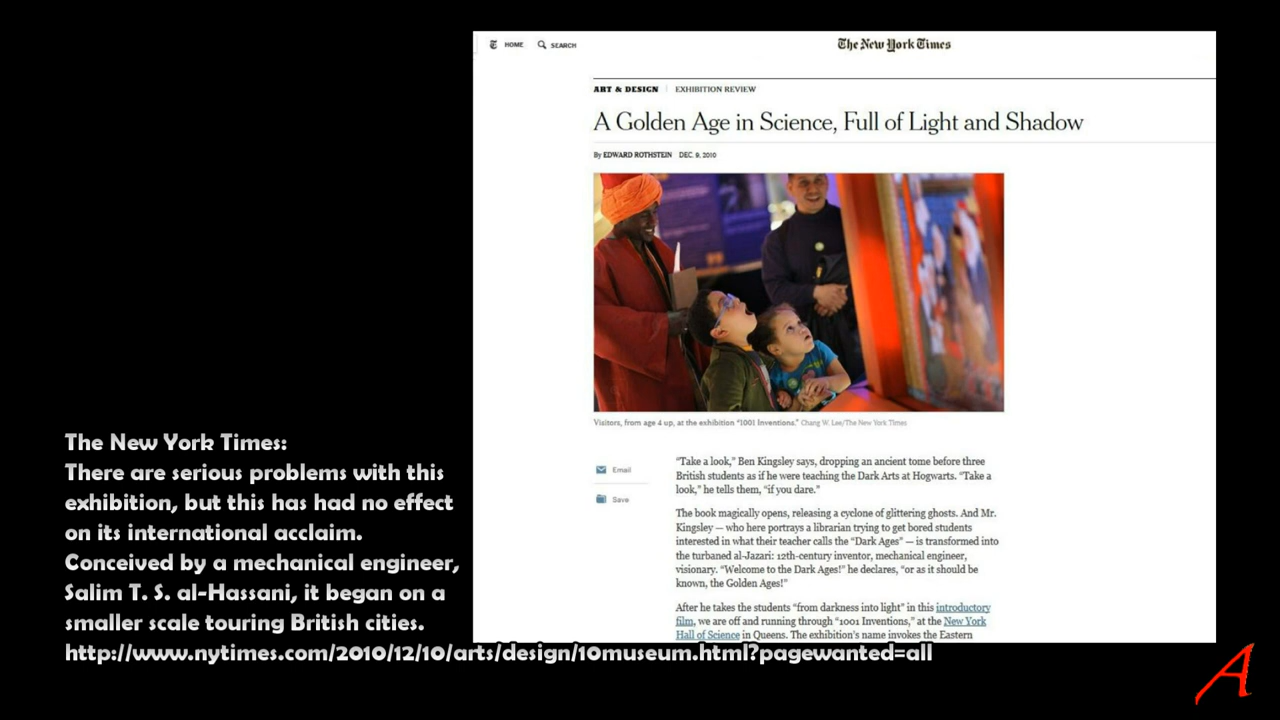 HOME SEARCH The New York Times
ART & DESIGN | EXHIBITION REVIEW
A Golden Age in Science, Full of Light and Shadow
By EDWARD ROTHSTEIN DEC. 9, 2010
Visitors, from age 4 up, at the exhibition "1001 Inventions." Chang W. Lee/The New York Times
Email
Save
"Take a look," Ben Kingsley says, dropping an ancient tome before three
British students as if he were teaching the Dark Arts at Hogwarts. "Take a
look," he tells them, "if you dare."
The book magically opens, releasing a cyclone of glittering ghosts. And Mr.
Kingsley — who here portrays a librarian trying to get bored students
interested in what their teacher calls the "Dark Ages" — is transformed into
the turbaned al-Jazari: 12th-century inventor, mechanical engineer,
visionary. "Welcome to the Dark Ages!" he declares, "or as it should be
known, the Golden Ages!"
After he takes the students "from darkness into light" in this introductory
film, we are off and running through "1001 Inventions," at the New York
Hall of Science in Queens. The exhibition's name invokes the Eastern
The New York Times:
There are serious problems with this
exhibition, but this has had no effect
on its international acclaim.
Conceived by a mechanical engineer,
Salim T. S. al-Hassani, it began on a
smaller scale touring British cities.
http://www.nytimes.com/2010/12/10/arts/design/10museum.html?pagewanted=all
A